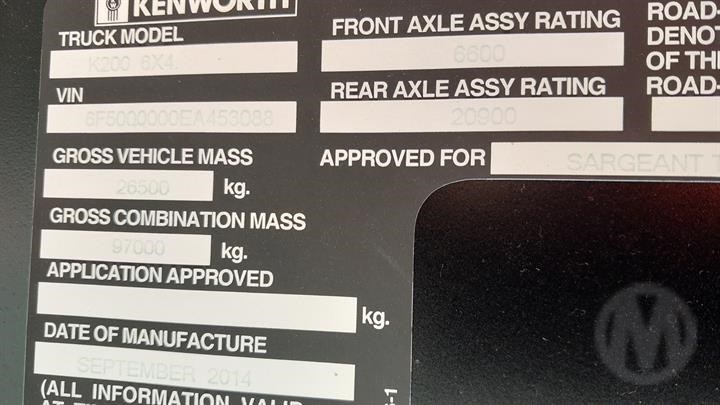 KENWORTH
TRUCK MODEL
K200 6X4.
VIN
6F5000000EA453088
GROSS VEHICLE MASS
26500 kg.
GROSS COMBINATION MASS
97000 kg.
APPLICATION APPROVED
kg.
DATE OF MANUFACTURE
SEPTEMBER 2014
(ALL INFORMATION VALID
FRONT AXLE ASSY RATING
6600
REAR AXLE ASSY RATING
20900
APPROVED FOR SARGEANT T
ROAD-
DENOT
OF THE
ROAD-
M